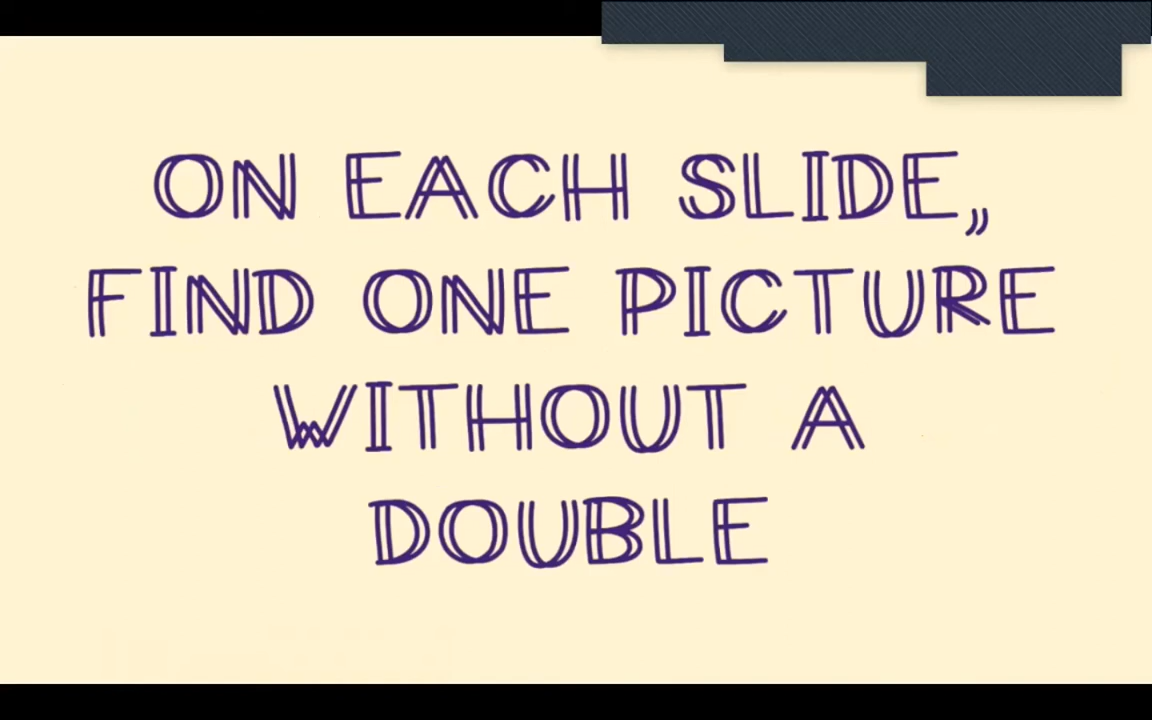 ON EACH SLIDE,
FIND ONE PICTURE
WITHOUT A
DOUBLE